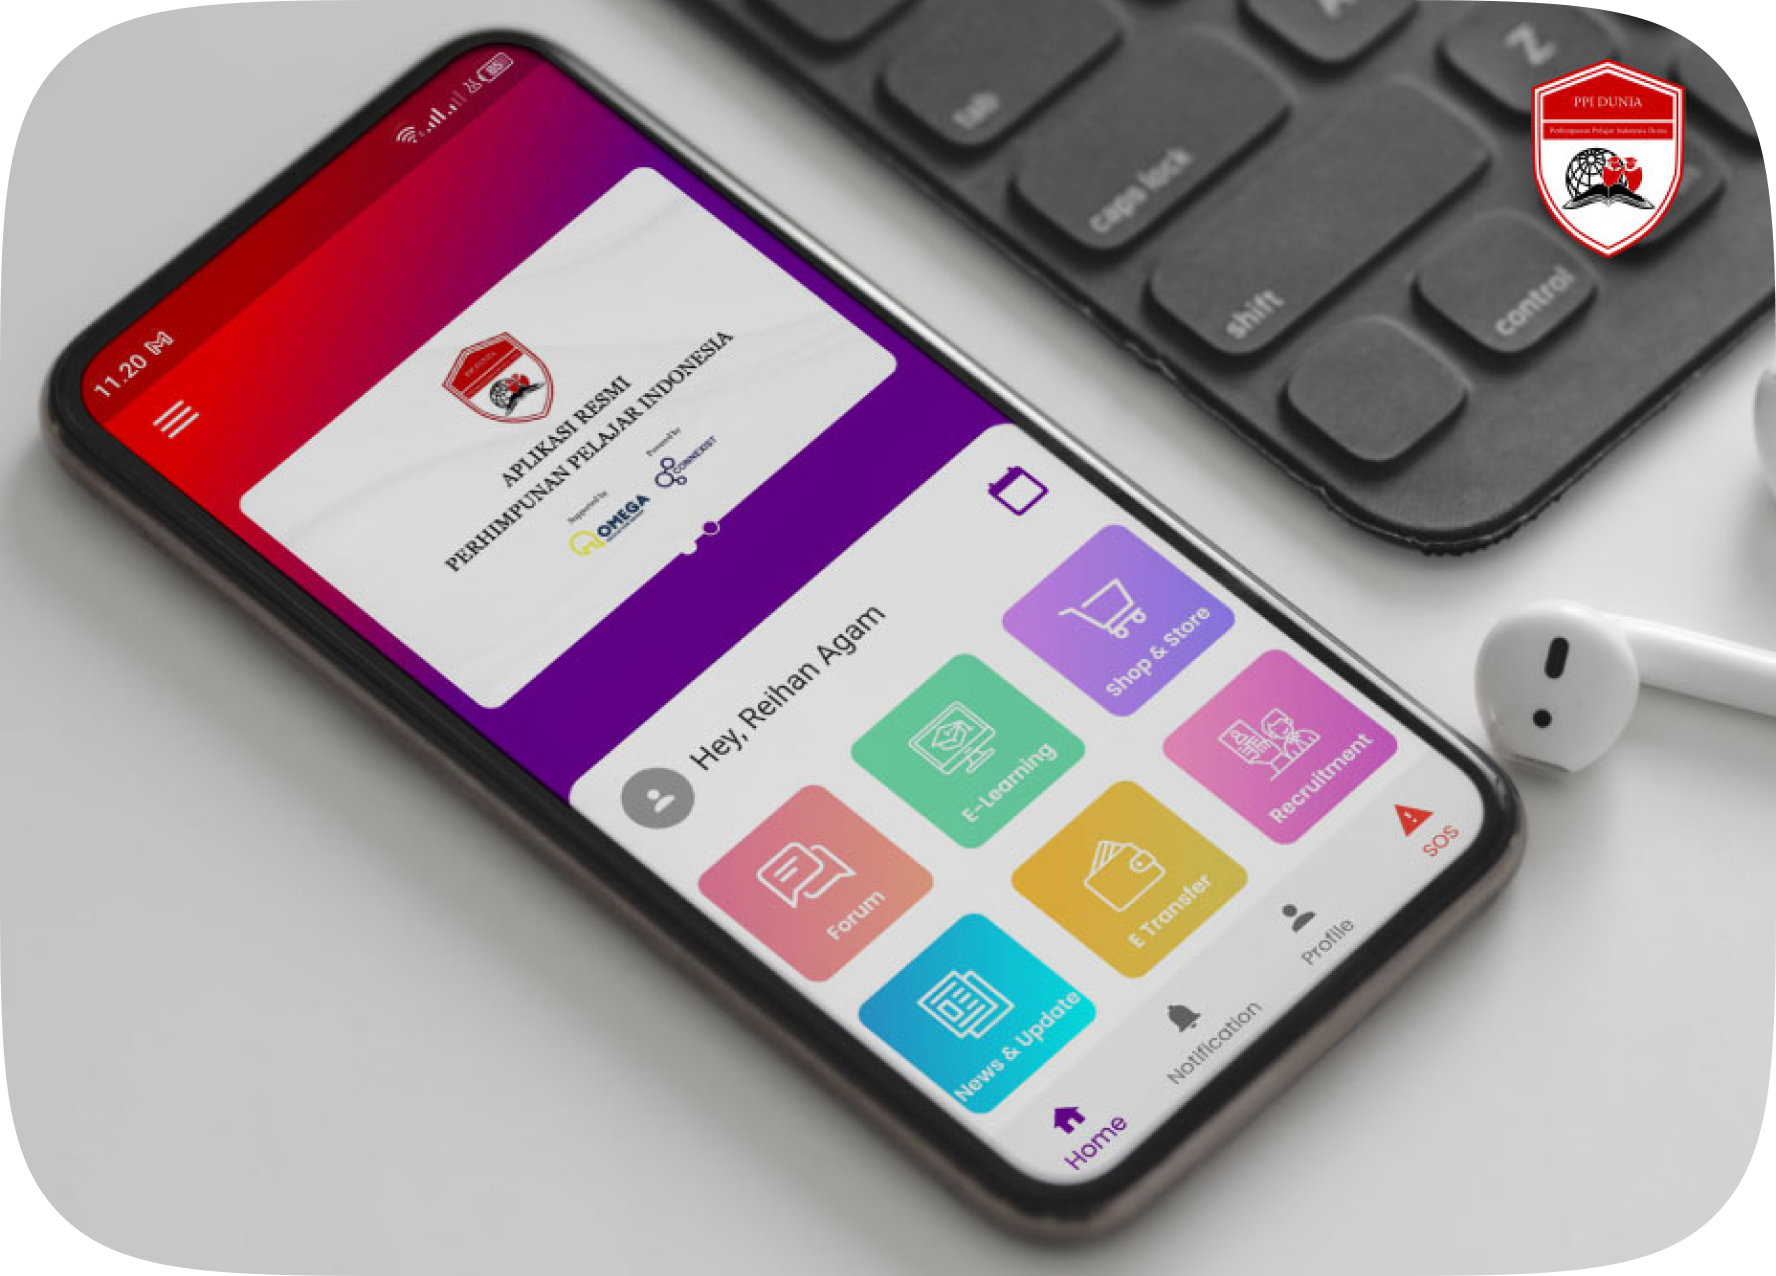 11.20
85
APLIKASI RESMI
PERHIMPUNAN PELAJAR INDONESIA
Supported by
OMEGA
Powered by
CONNEXIST
Hey, Reihan Agam
Forum
E-Learning
Shop & Store
News & Update
E Transfer
Recruitment
Home
Notification
Profile
SOS
tab
caps lock
shift
control
A
Z
PPI DUNIA
Perhimpunan Pelajar Indonesia Dunia